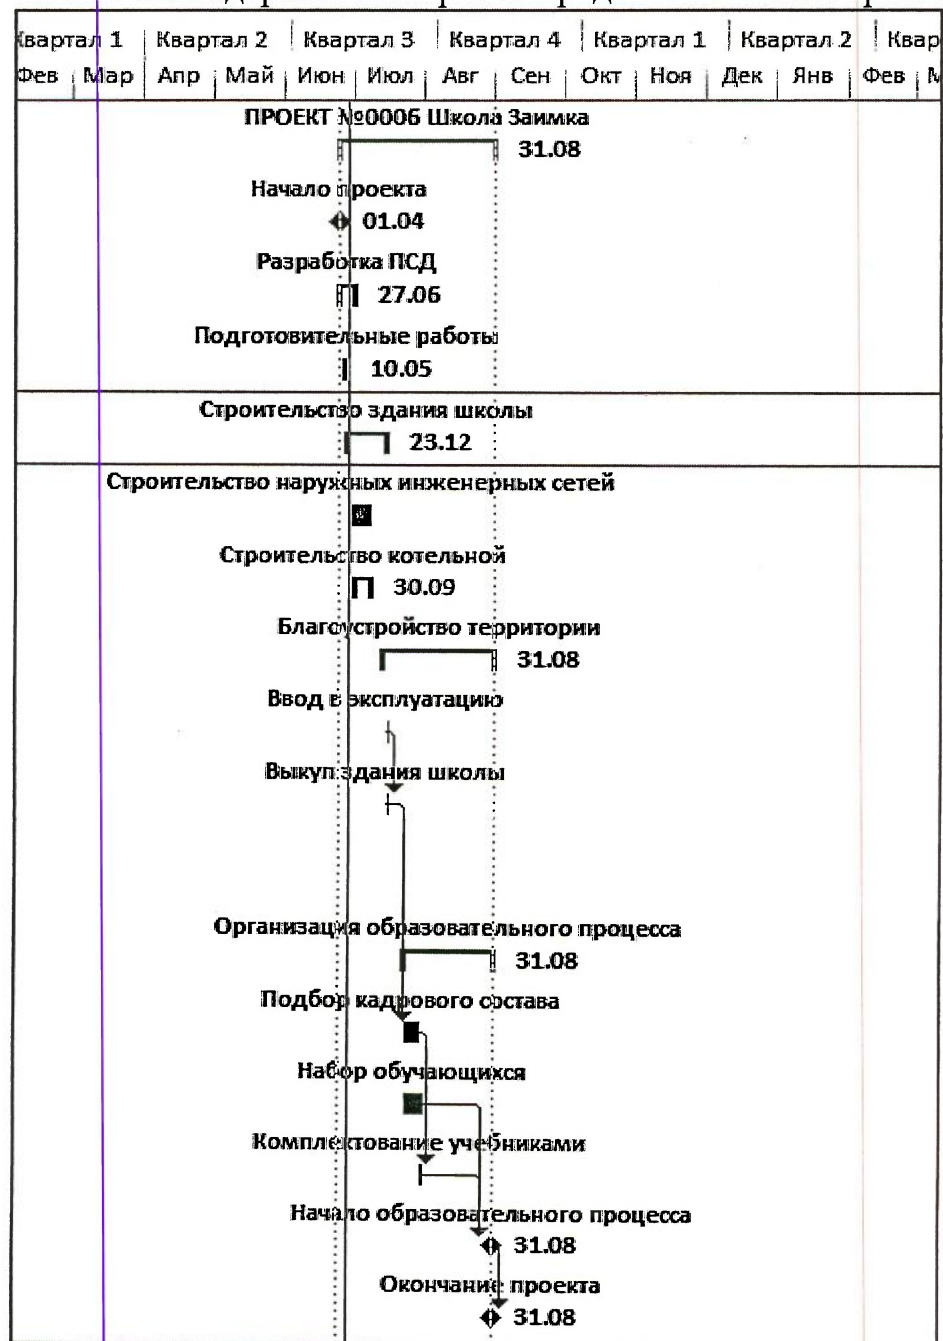 Квартал 1 Квартал 2 Квартал 3 Квартал 4 Квартал 1 Квартал 2 Квар
Фев Мар Апр Май Июн Июл Авг Сен Окт Ноя Дек Янв Фев М
ПРОЕКТ №0006 Школа Заимка
31.08
Начало проекта
01.04
Разработка ПСД
27.06
Подготовительные работы
10.05
Строительство здания школы
23.12
Строительство наружных инженерных сетей
Строительство котельной
30.09
Благоустройство территории
31.08
Ввод в эксплуатацию
Выкуп здания школы
Организация образовательного процесса
31.08
Подбор кадрового состава
Набор обучающихся
Комплектование учебниками
Начало образовательного процесса
31.08
Окончание проекта
31.08